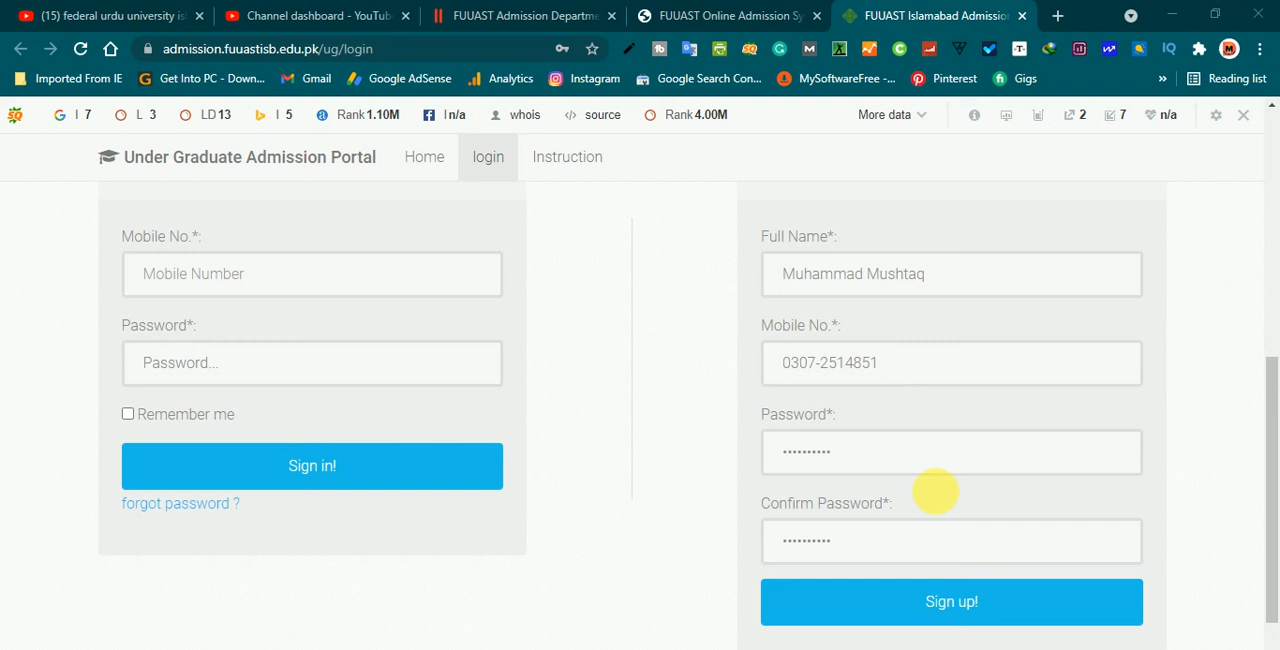 (15) federal urdu university is
Channel dashboard - YouTub
FUUAST Admission Departme
FUUAST Online Admission Sy
FUUAST Islamabad Admission
admission.fuuastisb.edu.pk/ug/login
Imported From IE
Get Into PC - Down...
Gmail
Google AdSense
Analytics
Instagram
Google Search Con...
MySoftwareFree -...
Pinterest
Gigs
»
Reading list
I 7
L 3
LD 13
I 5
Rank 1.10M
I n/a
whois
source
Rank 4.00M
More data
2
7
n/a
Under Graduate Admission Portal
Home
login
Instruction
Mobile No.*:
Mobile Number
Password*:
Password...
Remember me
Sign in!
forgot password ?
Full Name*:
Muhammad Mushtaq
Mobile No.*:
0307-2514851
Password*:
••••••••••
Confirm Password*:
••••••••••
Sign up!